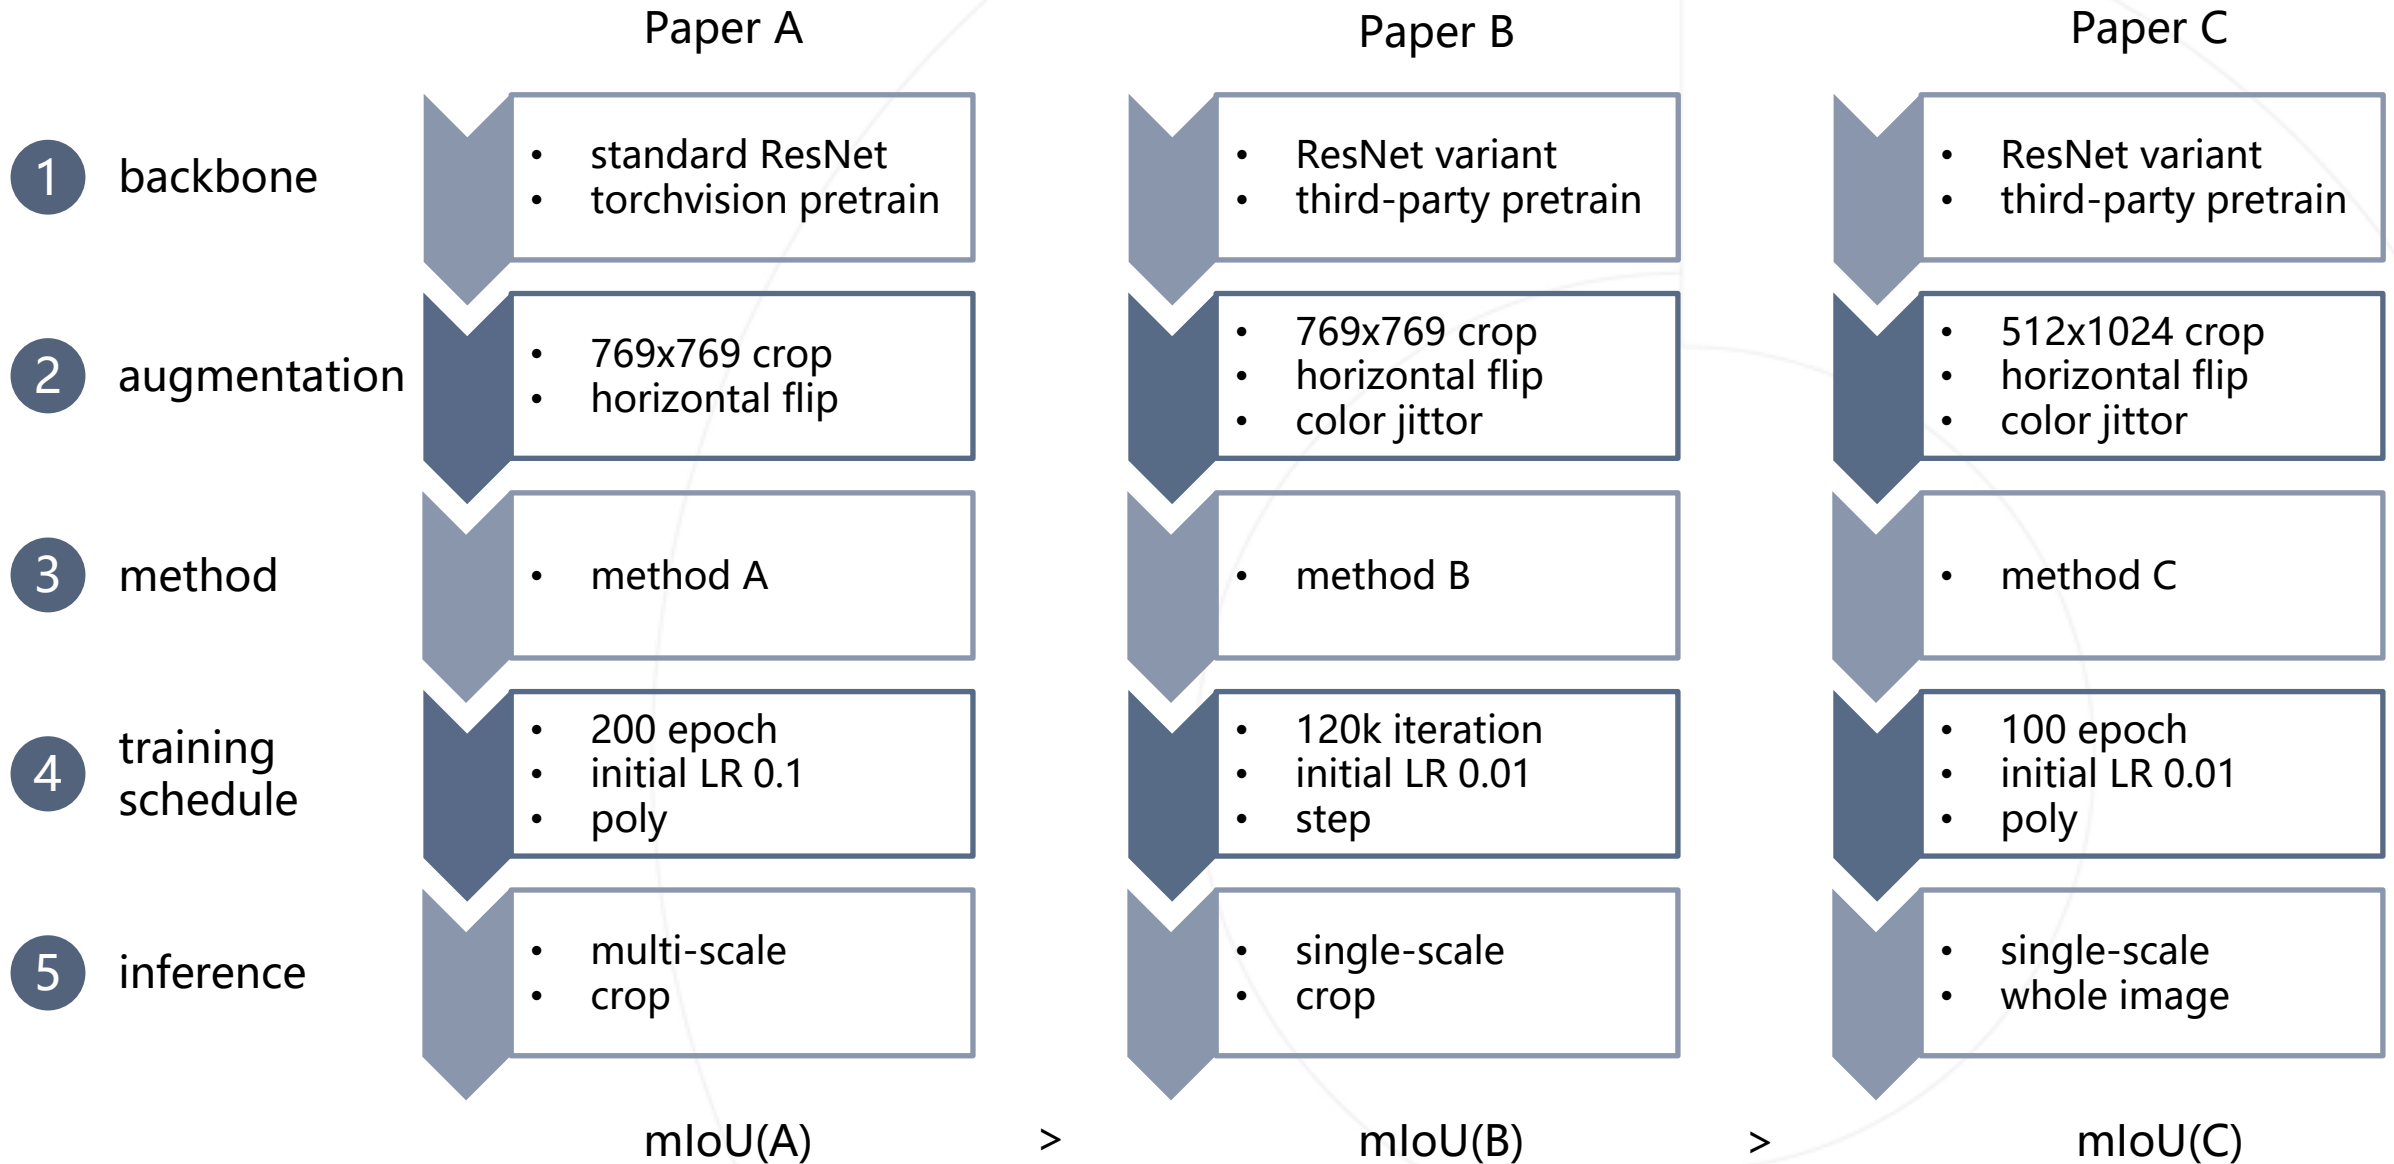 Paper A
Paper B
Paper C
1 backbone
• standard ResNet
• torchvision pretrain
• ResNet variant
• third-party pretrain
• ResNet variant
• third-party pretrain
2 augmentation
• 769x769 crop
• horizontal flip
• 769x769 crop
• horizontal flip
• color jittor
• 512x1024 crop
• horizontal flip
• color jittor
3 method
• method A
• method B
• method C
4 training
schedule
• 200 epoch
• initial LR 0.1
• poly
• 120k iteration
• initial LR 0.01
• step
• 100 epoch
• initial LR 0.01
• poly
5 inference
• multi-scale
• crop
• single-scale
• crop
• single-scale
• whole image
mIoU(A) > mIoU(B) > mIoU(C)